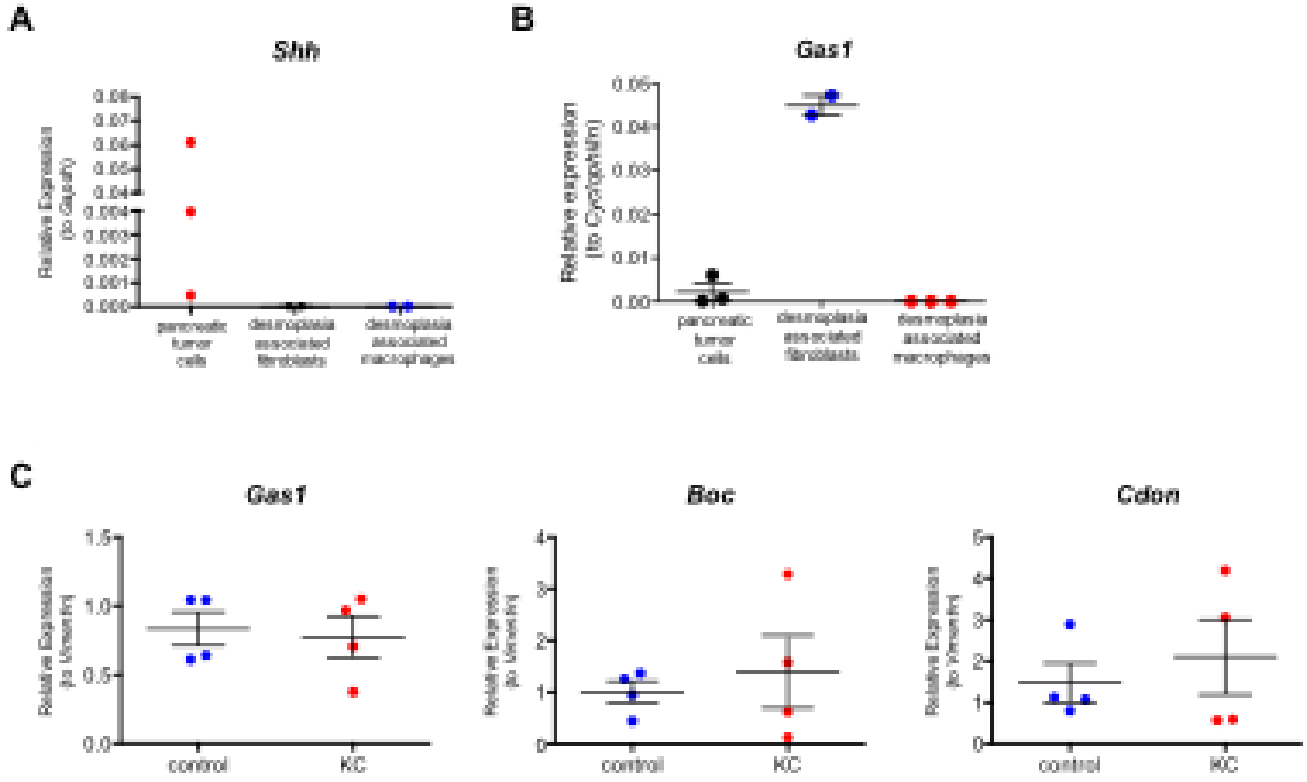 A
Shh
Relative Expression
(to Gapdh)
0.08
0.07
0.06
0.05
0.04
0.004
0.003
0.002
0.001
0.000
pancreatic
tumor
cells
desmoplasia
associated
fibroblasts
desmoplasia
associated
macrophages
B
Gas1
Relative expression
(to Cyclophilin)
0.05
0.04
0.03
0.02
0.01
0.00
pancreatic
tumor
cells
desmoplasia
associated
fibroblasts
desmoplasia
associated
macrophages
C
Gas1
Relative Expression
(to Vimentin)
1.5
1.0
0.5
0.0
control
KC
Boc
Relative Expression
(to Vimentin)
4
3
2
1
0
control
KC
Cdon
Relative Expression
(to Vimentin)
5
4
3
2
1
0
control
KC